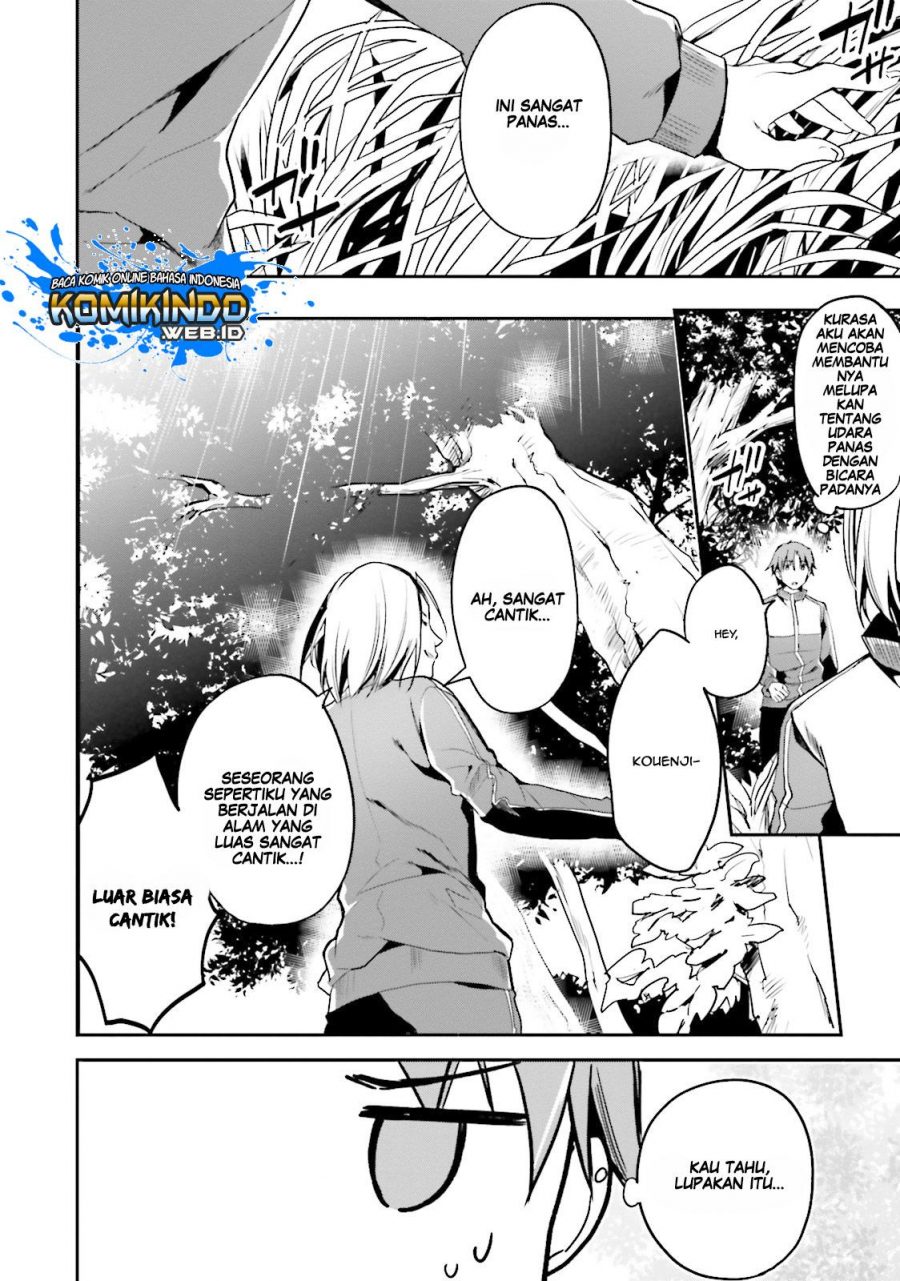 INI SANGAT
PANAS...
BACA KOMIK ONLINE BAHASA INDONESIA
KOMIKINDO
.WEB.ID
KURASA
AKU AKAN
MENCOBA
MEMBANTU
NYA
MELUPA
KAN
TENTANG
UDARA
PANAS
DENGAN
BICARA
PADANYA
HEY,
KOUENJI-
AH, SANGAT
CANTIK...
SESEORANG
SEPERTIKU YANG
BERJALAN DI
ALAM YANG
LUAS SANGAT
CANTIK...!
LUAR BIASA
CANTIK!
KAU TAHU,
LUPAKAN ITU...